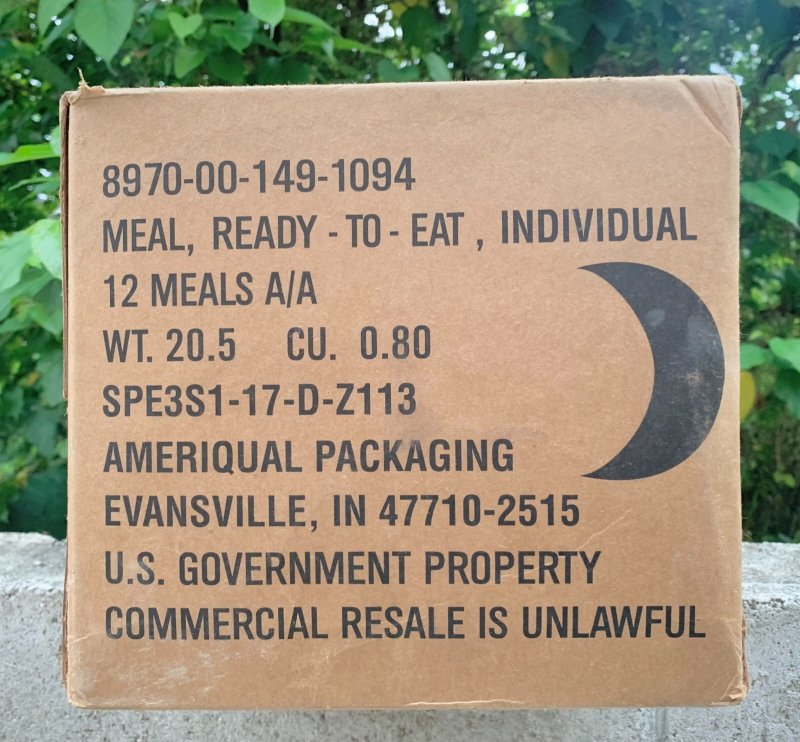 8970-00-149-1094
MEAL, READY - TO - EAT , INDIVIDUAL
12 MEALS A/A
WT. 20.5 CU. 0.80
SPE3S1-17-D-Z113
AMERIQUAL PACKAGING
EVANSVILLE, IN 47710-2515
U.S. GOVERNMENT PROPERTY
COMMERCIAL RESALE IS UNLAWFUL